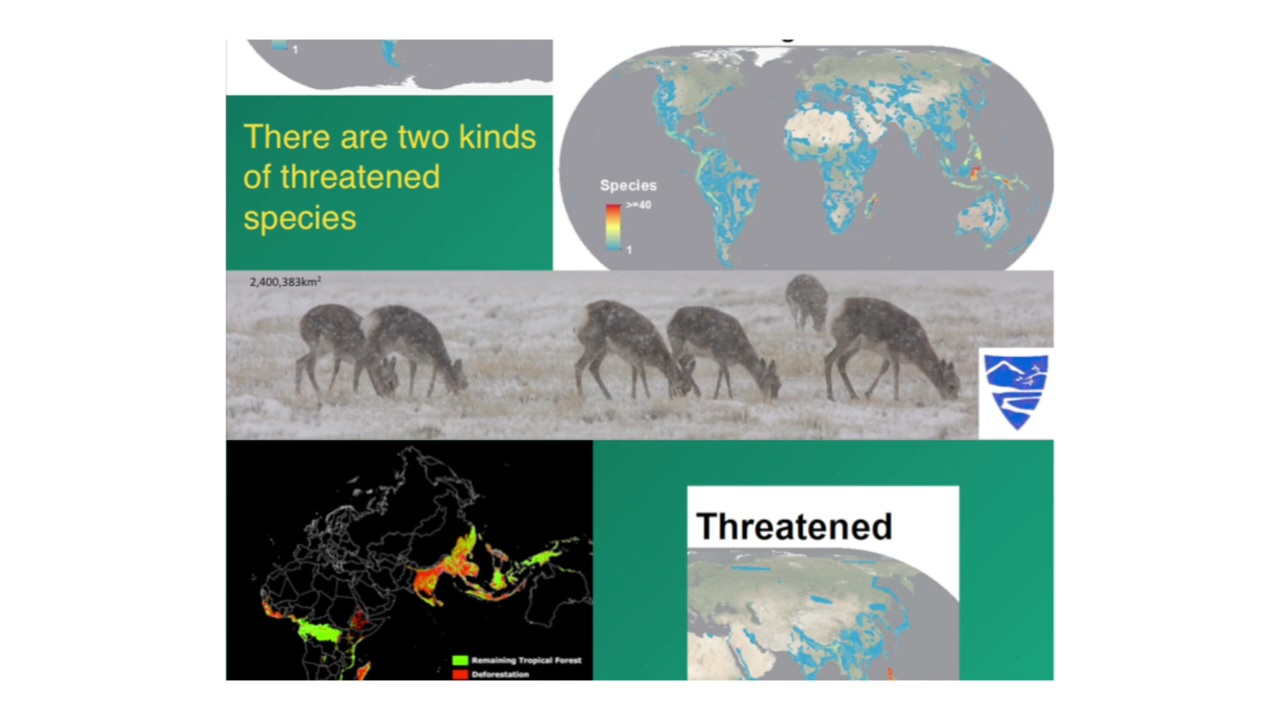 1
There are two kinds
of threatened
species
Species
>=40
1
2,400,383km²
Remaining Tropical Forest
Deforestation
Threatened